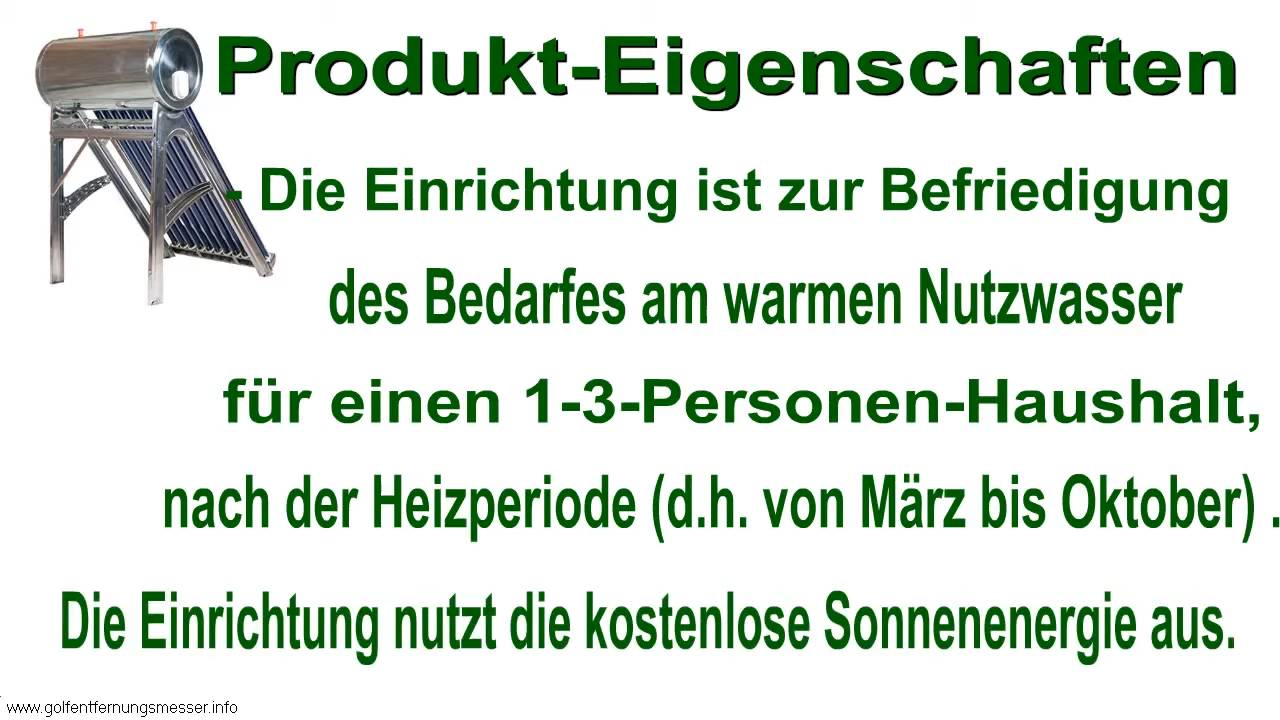 Produkt-Eigenschaften
- Die Einrichtung ist zur Befriedigung
des Bedarfes am warmen Nutzwasser
für einen 1-3-Personen-Haushalt,
nach der Heizperiode (d.h. von März bis Oktober) .
Die Einrichtung nutzt die kostenlose Sonnenenergie aus.
www.golfentfernungsmesser.info